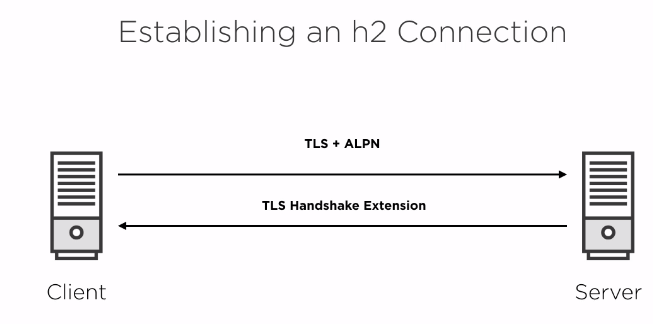 Establishing an h2 Connection
TLS + ALPN
TLS Handshake Extension
Client
Server